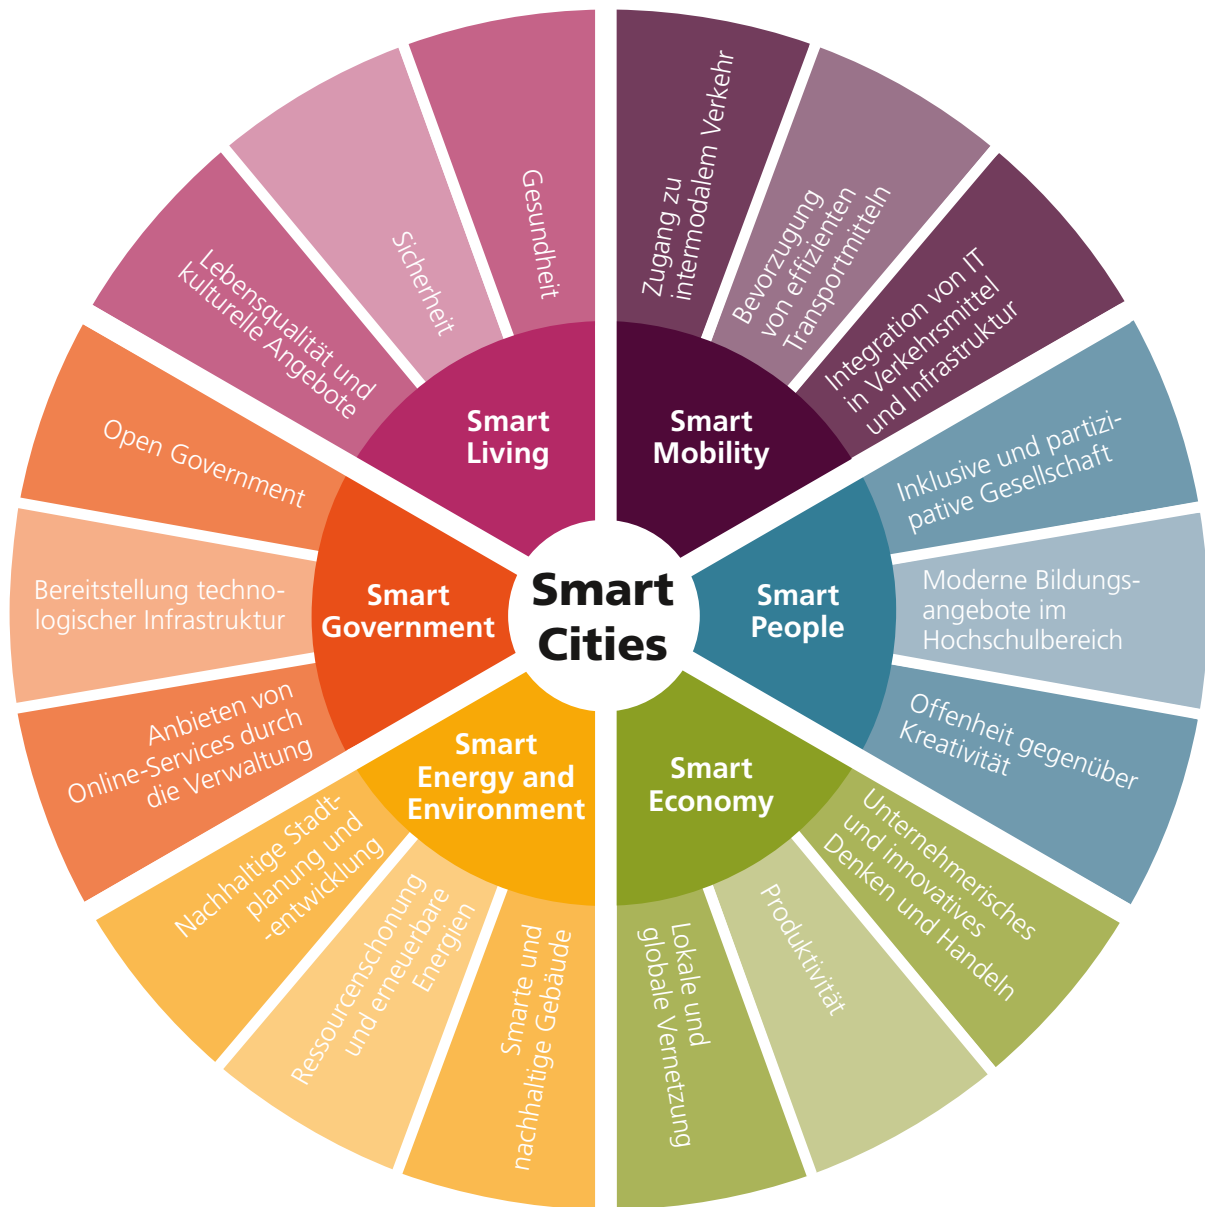 Smart
Cities
Smart
Mobility
Zugang zu
intermodalem Verkehr
Bevorzugung
von effizienten
Transportmitteln
Integration von IT
in Verkehrsmittel
und Infrastruktur
Smart
People
Inklusive und partizi-
pative Gesellschaft
Moderne Bildungs-
angebote im
Hochschulbereich
Offenheit gegenüber
Kreativität
Smart
Economy
Unternehmerisches
und innovatives
Denken und Handeln
Produktivität
Lokale und
globale Vernetzung
Smart
Energy and
Environment
Smarte und
nachhaltige Gebäude
Ressourcenschonung
und erneuerbare
Energien
Nachhaltige Stadt-
planung und
-entwicklung
Smart
Government
Anbieten von
Online-Services durch
die Verwaltung
Bereitstellung techno-
logischer Infrastruktur
Open Government
Smart
Living
Lebensqualität und
kulturelle Angebote
Sicherheit
Gesundheit